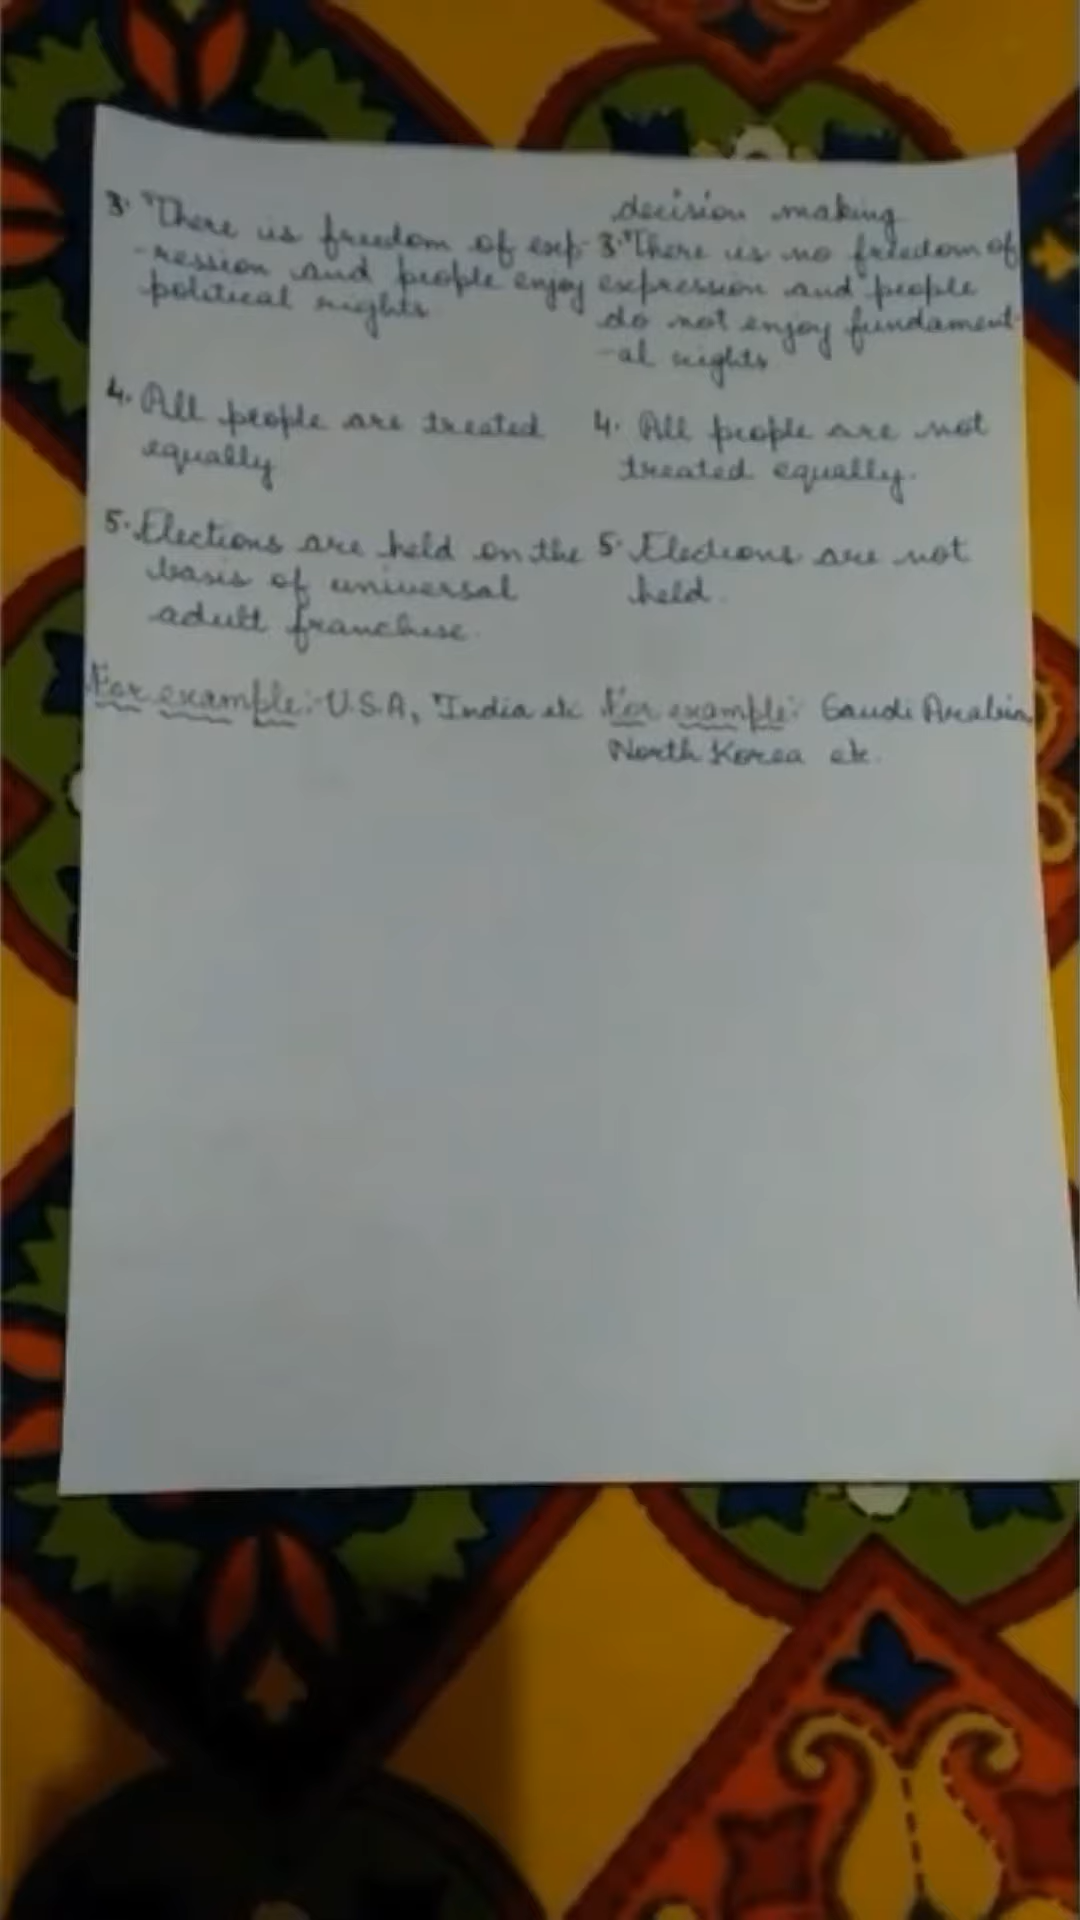 decision making
3. There is freedom of exp-
-ression and people enjoy
political rights
3. There is no freedom of
expression and people
do not enjoy fundament-
-al rights
4. All people are treated
equally
4. All people are not
treated equally.
5. Elections are held on the
basis of universal
adult franchise.
5. Elections are not
held.
For example:- U.S.A, India etc
For example: Saudi Arabia,
North Korea etc.